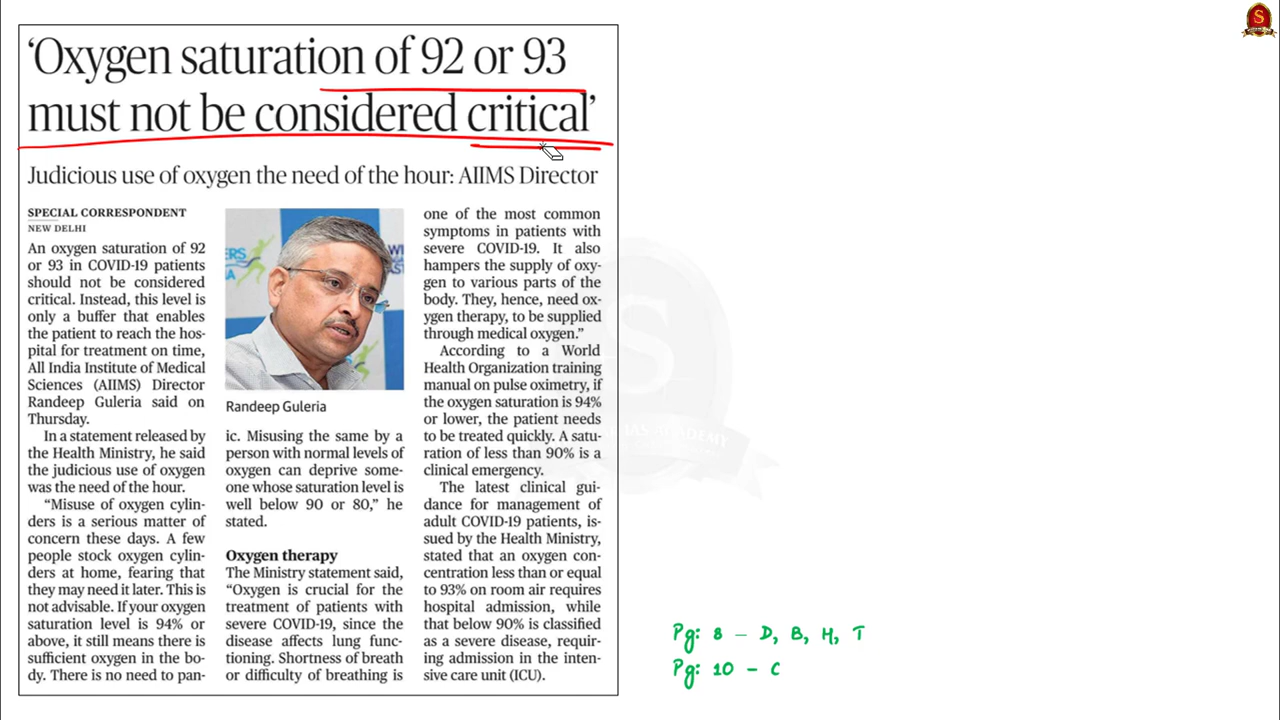 ‘Oxygen saturation of 92 or 93
must not be considered critical’
Judicious use of oxygen the need of the hour: AIIMS Director
SPECIAL CORRESPONDENT
NEW DELHI
An oxygen saturation of 92
or 93 in COVID-19 patients
should not be considered
critical. Instead, this level is
only a buffer that enables
the patient to reach the hos-
pital for treatment on time,
All India Institute of Medical
Sciences (AIIMS) Director
Randeep Guleria said on
Thursday.
In a statement released by
the Health Ministry, he said
the judicious use of oxygen
was the need of the hour.
“Misuse of oxygen cylin-
ders is a serious matter of
concern these days. A few
people stock oxygen cylin-
ders at home, fearing that
they may need it later. This is
not advisable. If your oxygen
saturation level is 94% or
above, it still means there is
sufficient oxygen in the bo-
dy. There is no need to pan-
Randeep Guleria
ic. Misusing the same by a
person with normal levels of
oxygen can deprive some-
one whose saturation level is
well below 90 or 80,” he
stated.
Oxygen therapy
The Ministry statement said,
“Oxygen is crucial for the
treatment of patients with
severe COVID-19, since the
disease affects lung func-
tioning. Shortness of breath
or difficulty of breathing is
one of the most common
symptoms in patients with
severe COVID-19. It also
hampers the supply of oxy-
gen to various parts of the
body. They, hence, need ox-
ygen therapy, to be supplied
through medical oxygen.”
According to a World
Health Organization training
manual on pulse oximetry, if
the oxygen saturation is 94%
or lower, the patient needs
to be treated quickly. A satu-
ration of less than 90% is a
clinical emergency.
The latest clinical gui-
dance for management of
adult COVID-19 patients, is-
sued by the Health Ministry,
stated that an oxygen con-
centration less than or equal
to 93% on room air requires
hospital admission, while
that below 90% is classified
as a severe disease, requir-
ing admission in the inten-
sive care unit (ICU).
Pg: 8 – D, B, H, T
Pg: 10 – C